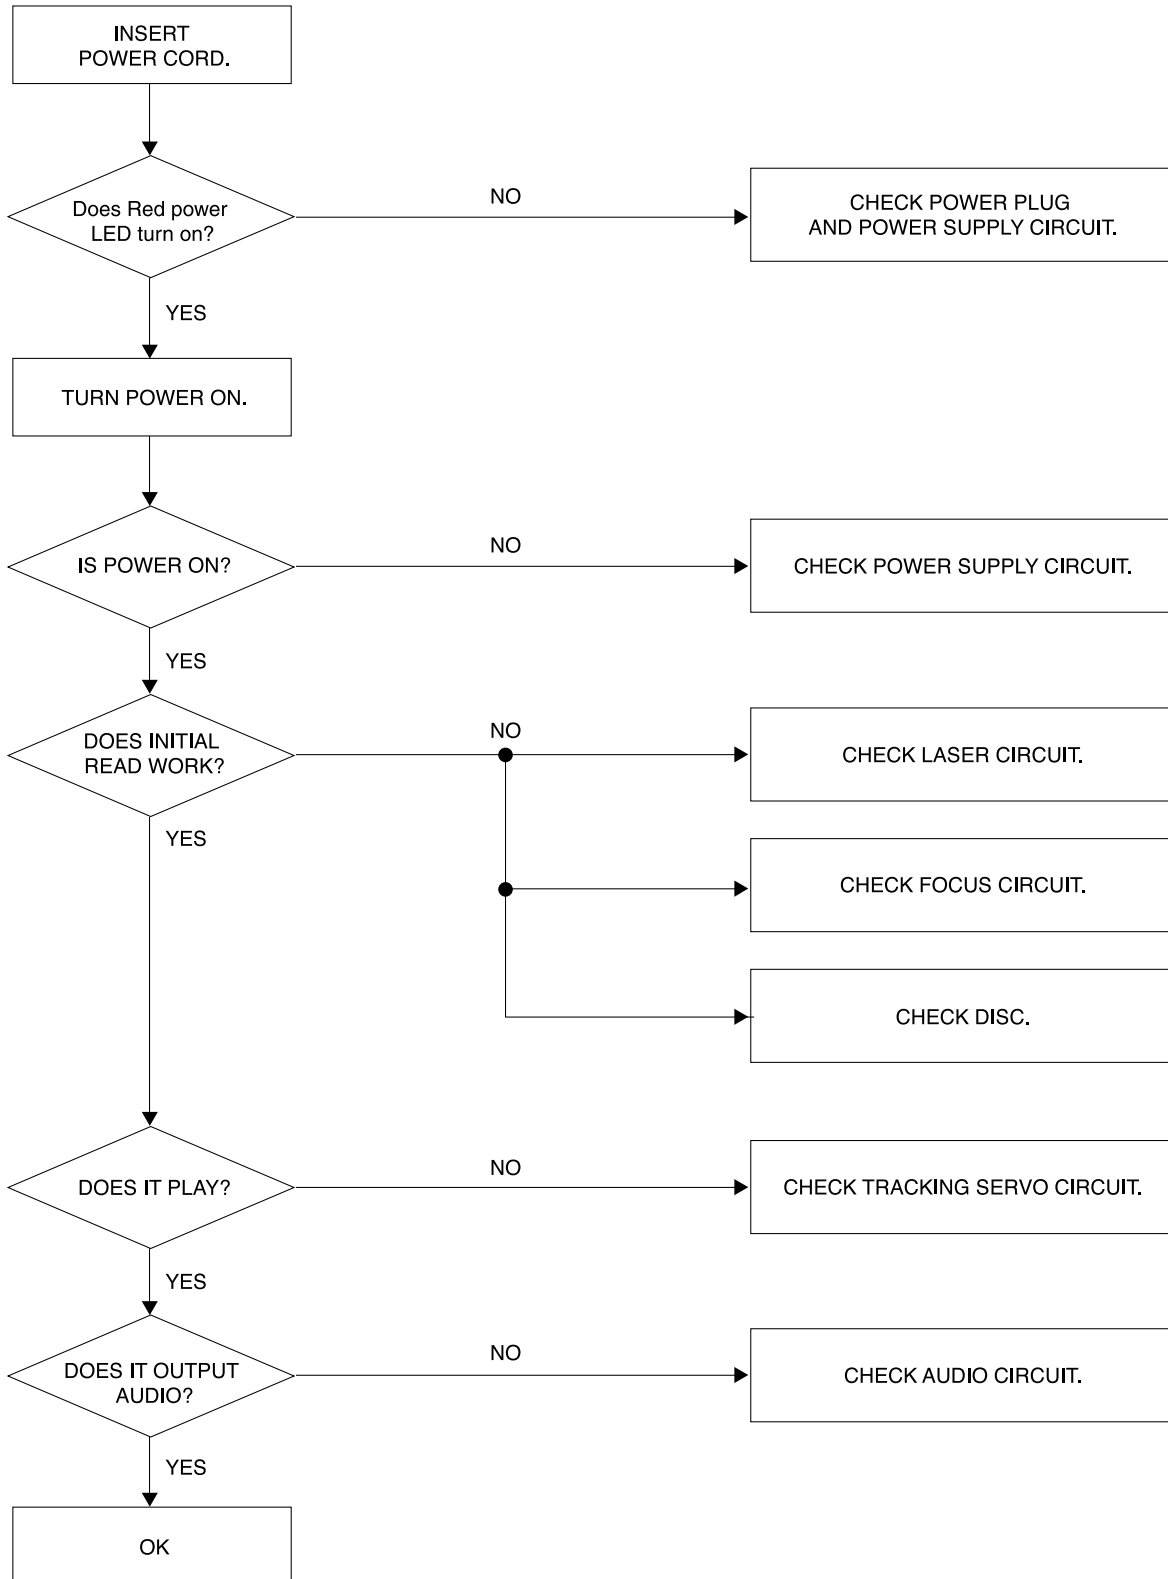 INSERT
POWER CORD.
Does Red power
LED turn on?
NO
CHECK POWER PLUG
AND POWER SUPPLY CIRCUIT.
YES
TURN POWER ON.
IS POWER ON?
NO
CHECK POWER SUPPLY CIRCUIT.
YES
DOES INITIAL
READ WORK?
NO
CHECK LASER CIRCUIT.
YES
CHECK FOCUS CIRCUIT.
CHECK DISC.
DOES IT PLAY?
NO
CHECK TRACKING SERVO CIRCUIT.
YES
DOES IT OUTPUT
AUDIO?
NO
CHECK AUDIO CIRCUIT.
YES
OK